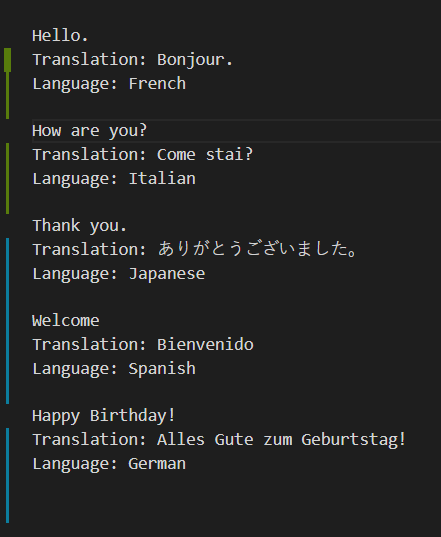 Hello.
Translation: Bonjour.
Language: French
How are you?
Translation: Come stai?
Language: Italian
Thank you.
Translation: ありがとうございました。
Language: Japanese
Welcome
Translation: Bienvenido
Language: Spanish
Happy Birthday!
Translation: Alles Gute zum Geburtstag!
Language: German